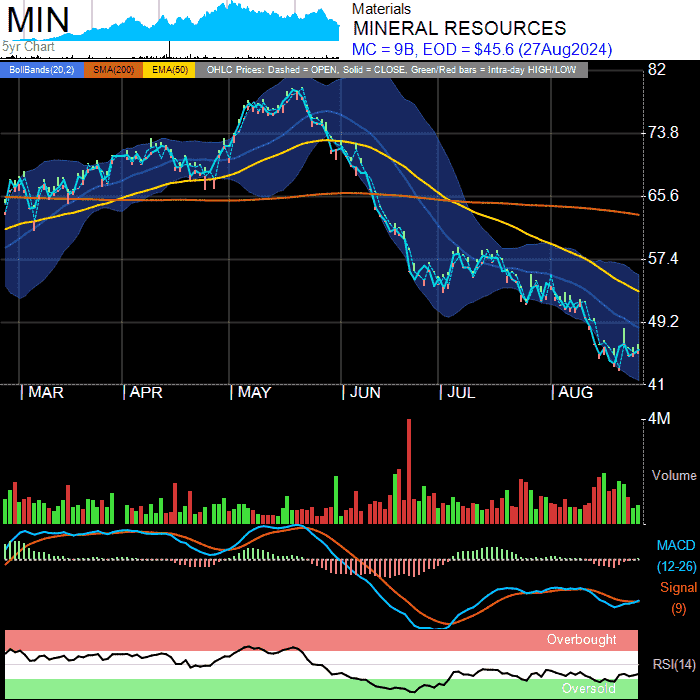 MIN
5yr Chart
Materials
MINERAL RESOURCES
MC = 9B, EOD = $45.6 (27Aug2024)
BollBands(20,2) SMA(200) EMA(50) OHLC Prices: Dashed = OPEN, Solid = CLOSE, Green/Red bars = Intra-day HIGH/LOW
82
73.8
65.6
57.4
49.2
41
MAR APR MAY JUN JUL AUG
4M
Volume
MACD
(12-26)
Signal
(9)
Overbought
RSI(14)
Oversold